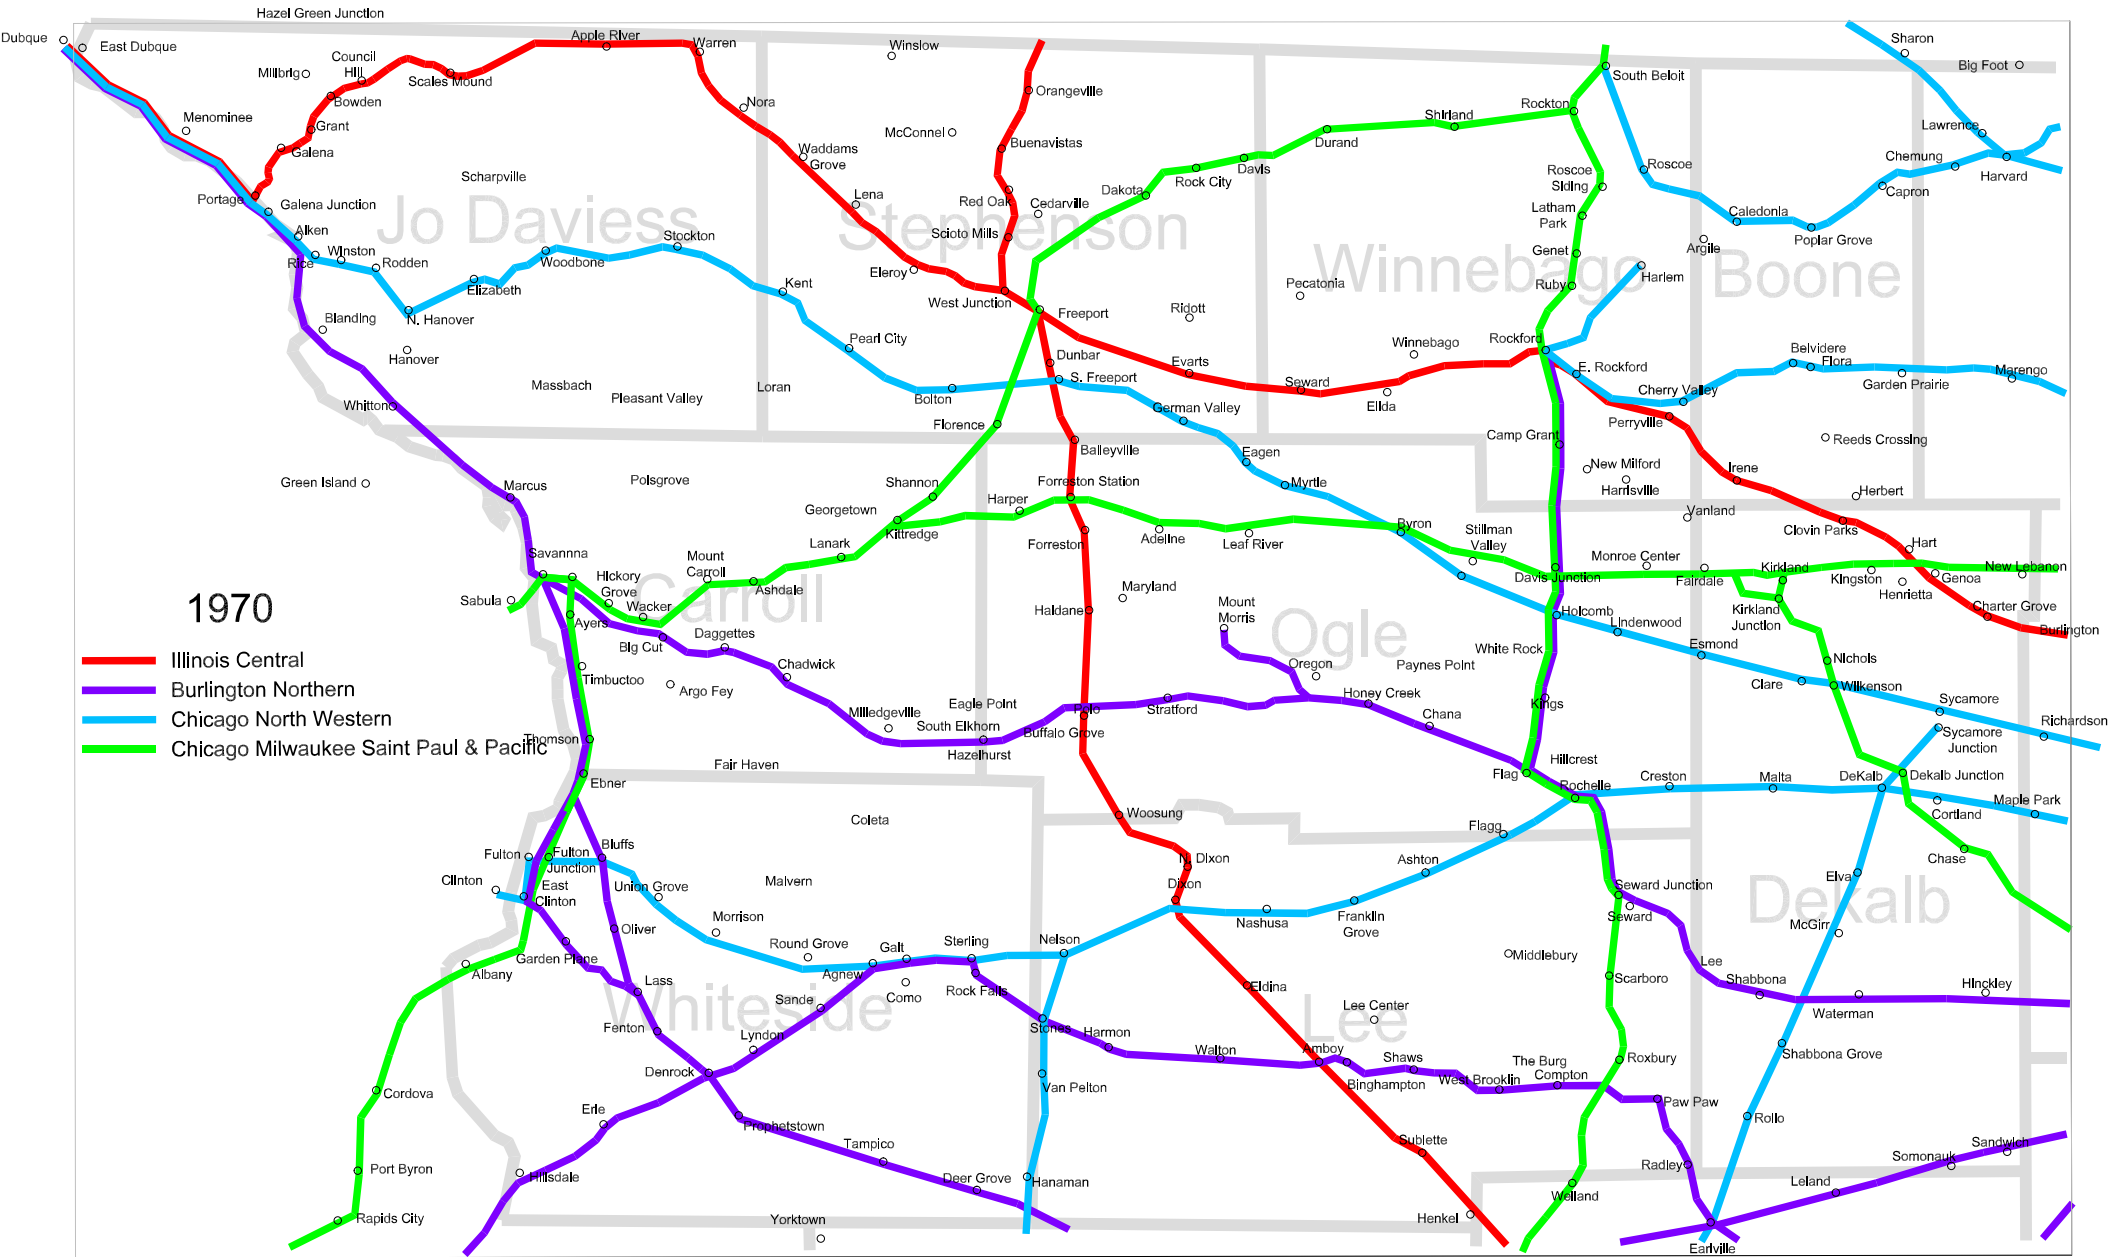 Hazel Green Junction
Dubque
East Dubque
Apple River
Warren
Winslow
Sharon
Council
Hill
Millbrig
Scales Mound
Big Foot
South Beloit
Bowden
Nora
Orangeville
Rockton
Shirland
Menominee
Grant
McConnel
Lawrence
Galena
Waddams
Grove
Buenavistas
Durand
Chemung
Harvard
Scharpville
Davis
Rock City
Dakota
Roscoe
Siding
Roscoe
Capron
Portage
Galena Junction
Lena
Red Oak
Cedarville
Latham
Park
Caledonia
Jo Daviess
Stephenson
Aiken
Scioto Mills
Winnebago
Boone
Argile
Poplar Grove
Rice
Winston
Rodden
Woodbone
Stockton
Eleroy
Genet
Harlem
Elizabeth
Kent
West Junction
Pecatonia
Ruby
Blanding
N. Hanover
Freeport
Ridott
Hanover
Pearl City
Dunbar
Evarts
Winnebago
Rockford
E. Rockford
Belvidere
Flora
Garden Prairie
Marengo
Massbach
Pleasant Valley
Loran
Bolton
S. Freeport
Seward
Ellda
Cherry Valley
Whitton
German Valley
Perryville
Florence
Balleyville
Camp Grant
Reeds Crossing
Eagen
New Milford
Harrisville
Irene
Green Island
Marcus
Polsgrove
Shannon
Harper
Forreston Station
Myrtle
Herbert
Georgetown
Kittredge
Vanland
Clovin Parks
Forreston
Adeline
Leaf River
Byron
Stillman
Valley
Hart
Savannna
Mount
Carroll
Lanark
Monroe Center
Davis Junction
Fairdale
Kirkland
Kingston
Henrietta
Genoa
New Lebanon
Sabula
Hickory
Grove
Wacker
Carroll
Ashdale
Maryland
Haldane
Mount
Morris
Ogle
Holcomb
Kirkland
Junction
Charter Grove
Burlington
1970
Ayers
Big Cut
Daggettes
Lindenwood
Esmond
White Rock
Illinois Central
Burlington Northern
Chicago North Western
Chicago Milwaukee Saint Paul & Pacific
Timbuctoo
Argo Fey
Chadwick
Oregon
Paynes Point
Nichols
Clare
Wilkenson
Sycamore
Richardson
Milledgeville
Eagle Point
South Elkhorn
Hazelhurst
Polo
Buffalo Grove
Stratford
Honey Creek
Chana
Kings
Sycamore
Junction
Thomson
Ebner
Fair Haven
Hillcrest
Flag
Rochelle
Creston
Malta
DeKalb
Dekalb Junction
Cortland
Maple Park
Coleta
Woosung
Flagg
Fulton
Fulton
Junction
Bluffs
N. Dixon
Ashton
Chase
Clinton
East
Clinton
Union Grove
Malvern
Dixon
Elva
Seward Junction
Seward
Dekalb
Morrison
Nashusa
Franklin
Grove
McGirr
Oliver
Round Grove
Galt
Sterling
Nelson
Albany
Garden Plane
Agnew
Rock Falls
Middlebury
Lee
Shabbona
Hinckley
Lass
Como
Eldina
Scarboro
Whiteside
Sande
Lee Center
Lee
Waterman
Fenton
Lyndon
Stones
Harmon
Walton
Amboy
Binghampton
Shaws
West Brooklin
The Burg
Compton
Roxbury
Shabbona Grove
Denrock
Van Pelton
Cordova
Erie
Prophetstown
Paw Paw
Rollo
Tampico
Sublette
Sandwich
Somonauk
Port Byron
Hillsdale
Deer Grove
Hanaman
Radley
Leland
Welland
Rapids City
Yorktown
Henkel
Earlville